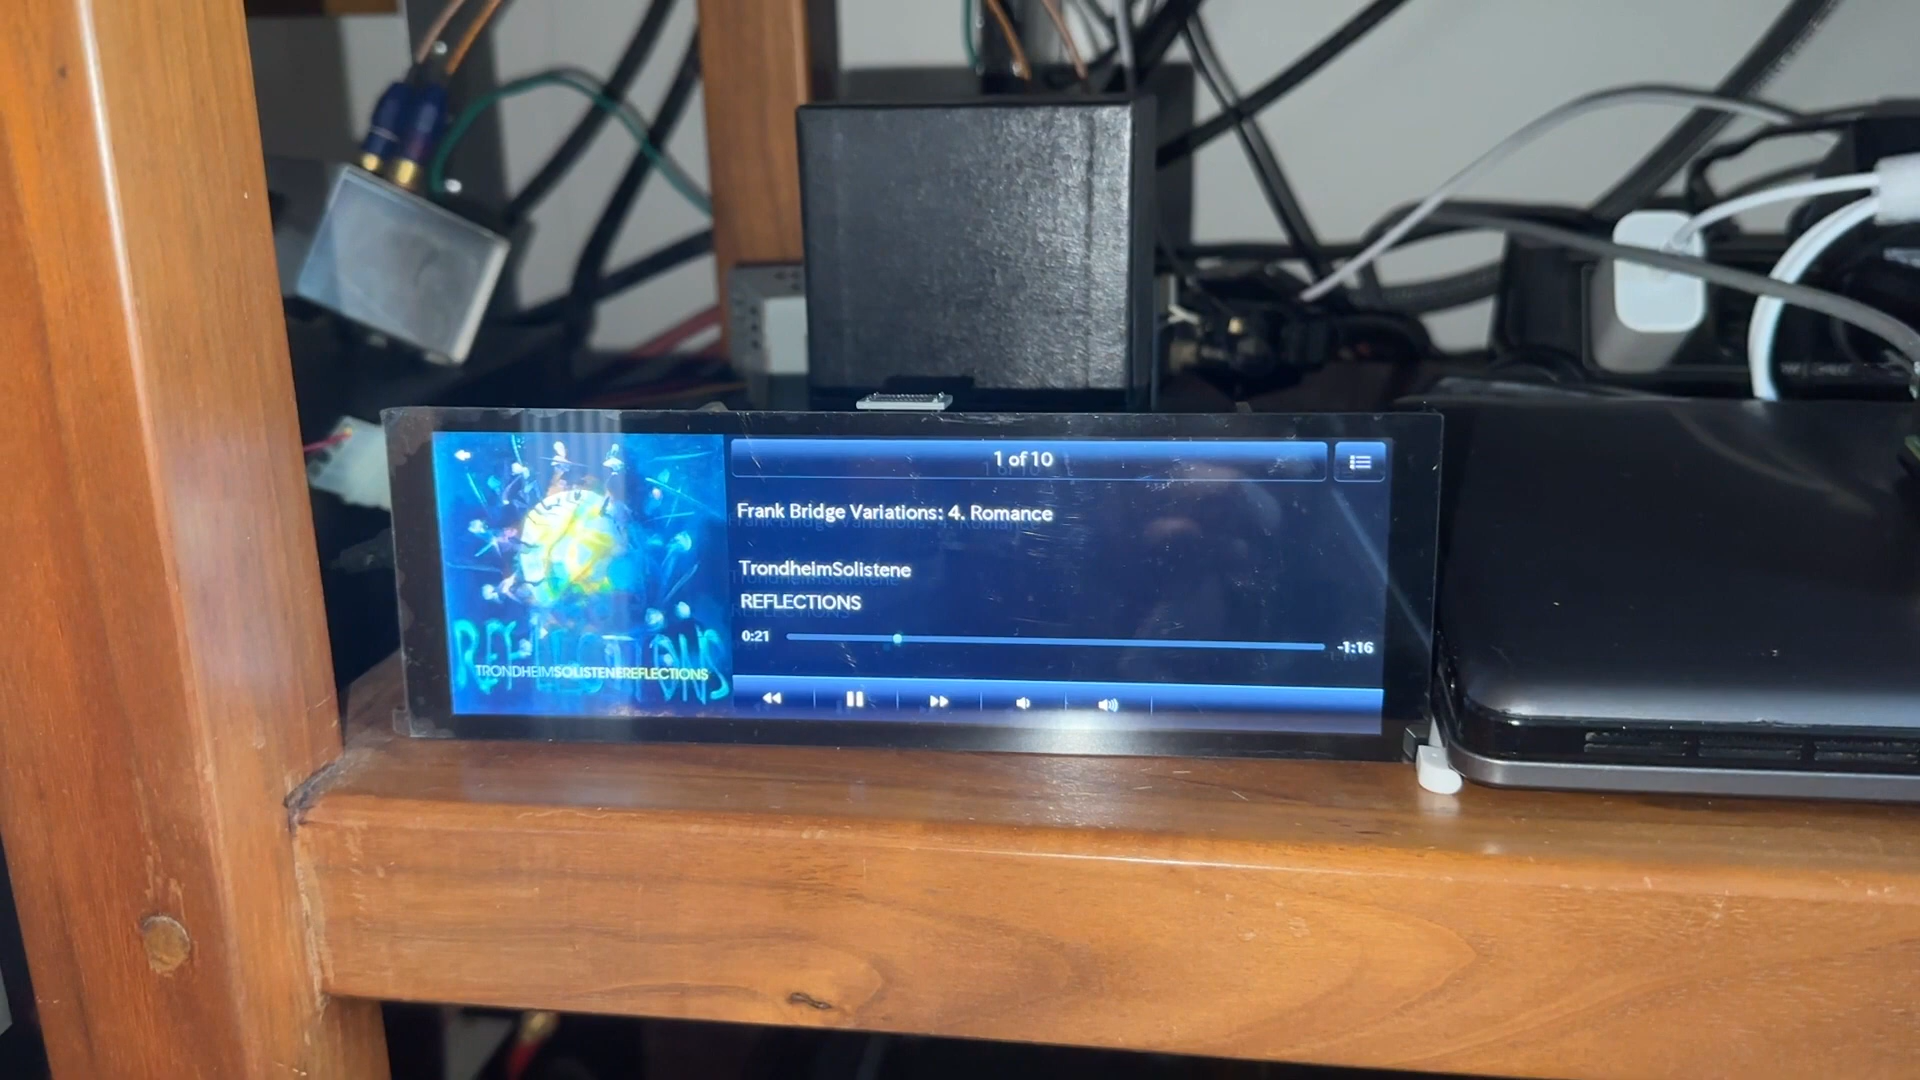 1 of 10
Frank Bridge Variations: 4. Romance
TrondheimSolistene
REFLECTIONS
0:21
-1:16
REFLECTIONS
TRONDHEIMSOLISTENEREFLECTIONS